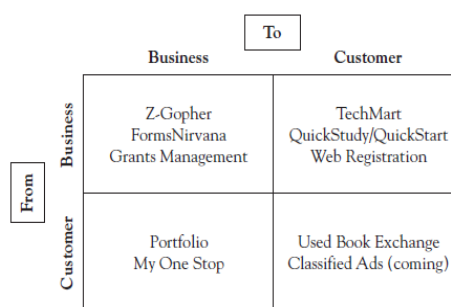 To
Business Customer
From
Business
Z-Gopher
FormsNirvana
Grants Management
TechMart
QuickStudy/QuickStart
Web Registration
Customer
Portfolio
My One Stop
Used Book Exchange
Classified Ads (coming)